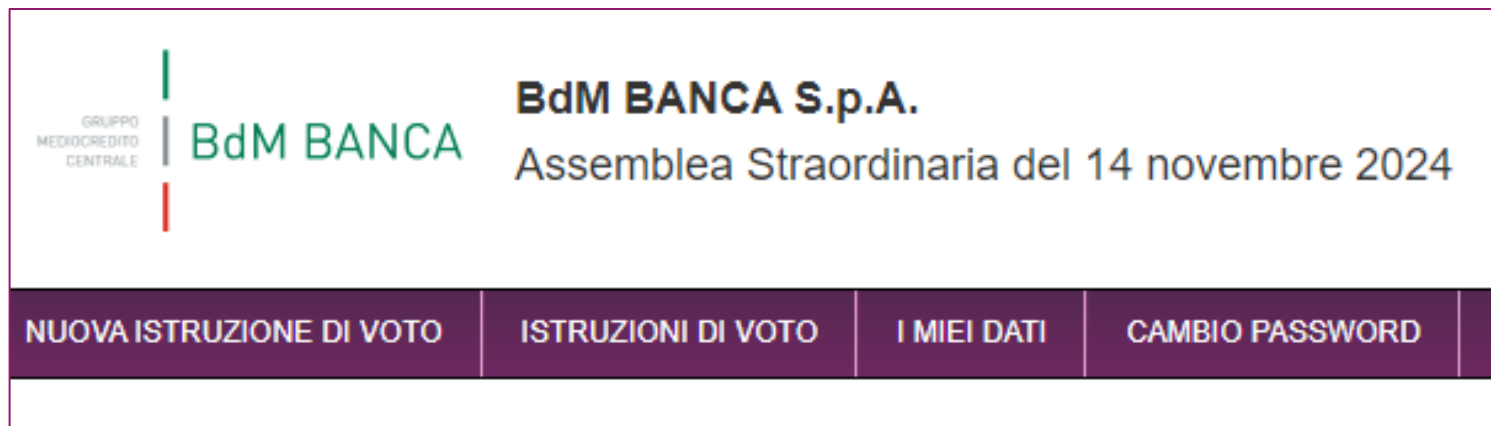 GRUPPO
MEDIOCREDITO
CENTRALE
BdM BANCA
BdM BANCA S.p.A.
Assemblea Straordinaria del 14 novembre 2024
NUOVA ISTRUZIONE DI VOTO ISTRUZIONI DI VOTO I MIEI DATI CAMBIO PASSWORD